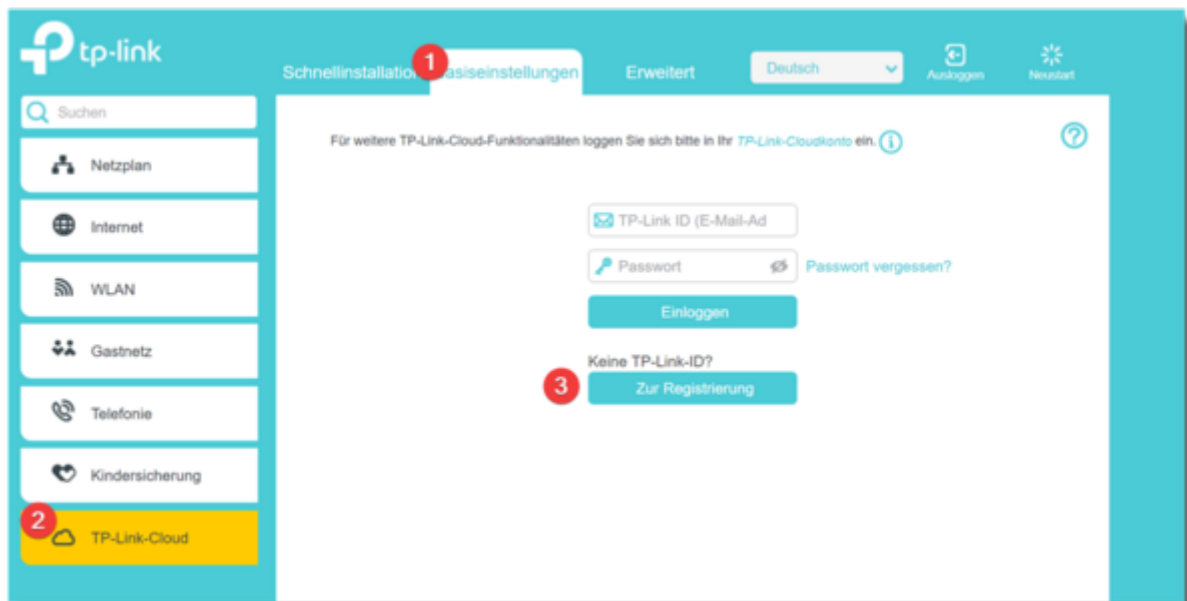 tp-link
Schnellinstallation 1 asiseinstellungen Erweitert Deutsch Ausloggen Neustart
Suchen
Für weitere TP-Link-Cloud-Funktionalitäten loggen Sie sich bitte in Ihr TP-Link-Cloudkonto ein.
Netzplan
Internet
WLAN
Gastnetz
Telefonie
Kindersicherung
2 TP-Link-Cloud
TP-Link ID (E-Mail-Ad
Passwort Passwort vergessen?
Einloggen
Keine TP-Link-ID?
3 Zur Registrierung